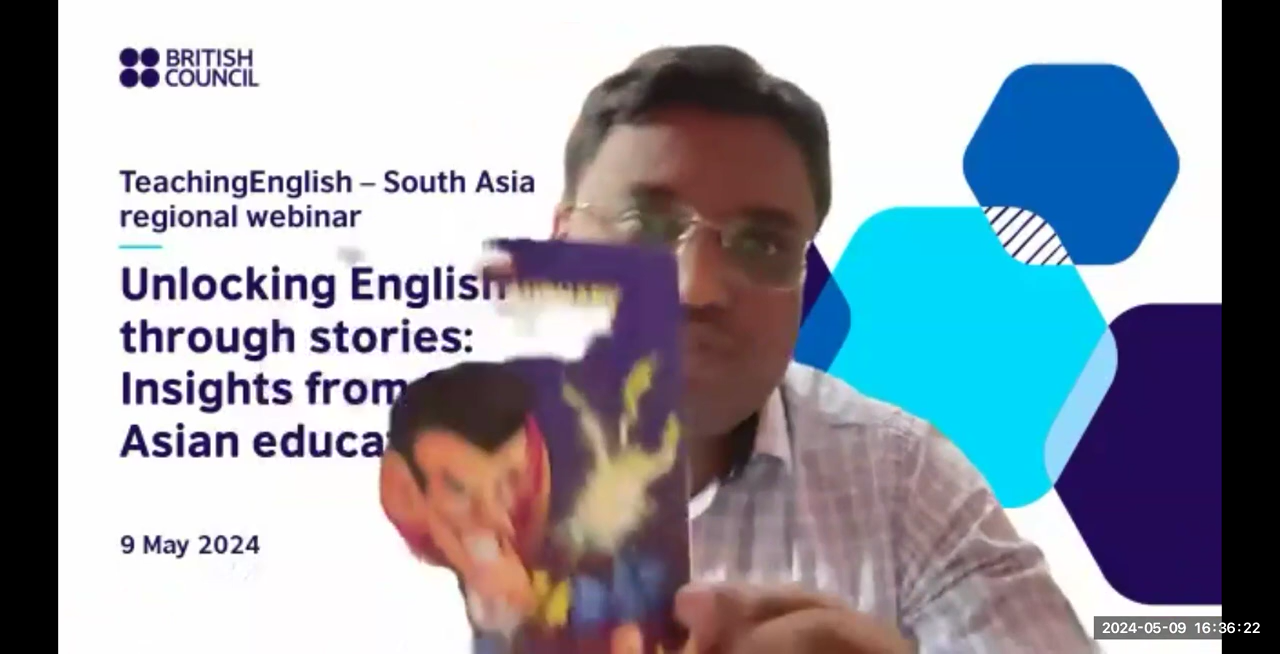 BRITISH
COUNCIL
TeachingEnglish – South Asia
regional webinar
Unlocking English
through stories:
Insights from
Asian
9 May 2024
2024-05-09 16:36:22